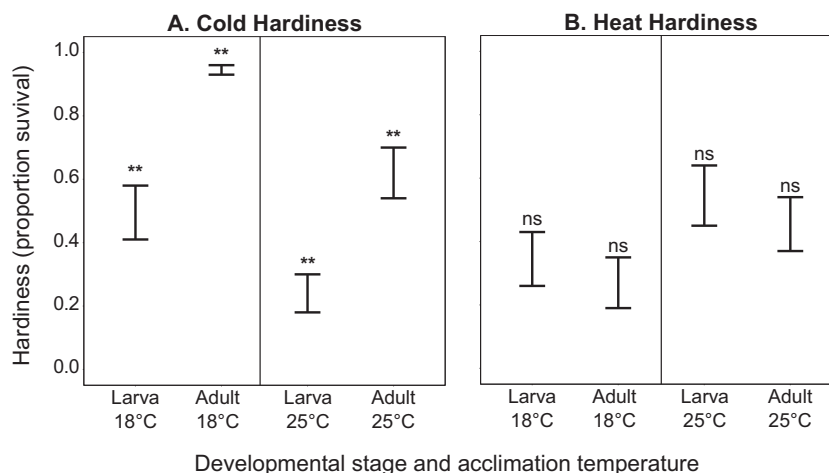 A. Cold Hardiness
B. Heat Hardiness
Hardiness (proportion suvival)
1.0
0.8
0.6
0.4
0.2
0.0
**
**
**
**
ns
ns
ns
ns
Larva
18°C
Adult
18°C
Larva
25°C
Adult
25°C
Larva
18°C
Adult
18°C
Larva
25°C
Adult
25°C
Developmental stage and acclimation temperature